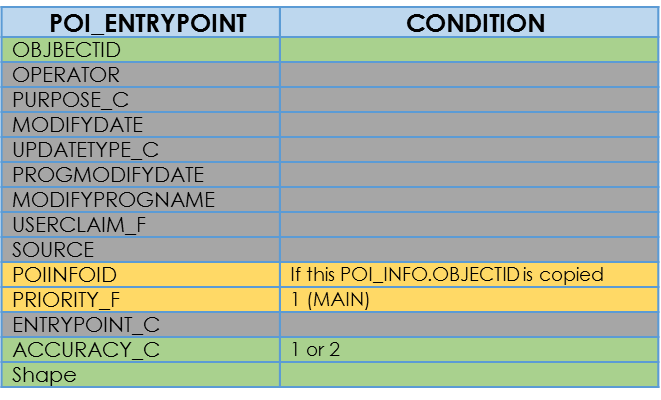 POI_ENTRYPOINT CONDITION
OBJBECTID
OPERATOR
PURPOSE_C
MODIFYDATE
UPDATETYPE_C
PROGMODIFYDATE
MODIFYPROGNAME
USERCLAIM_F
SOURCE
POIINFOID If this POI_INFO.OBJECTID is copied
PRIORITY_F 1 (MAIN)
ENTRYPOINT_C
ACCURACY_C 1 or 2
Shape